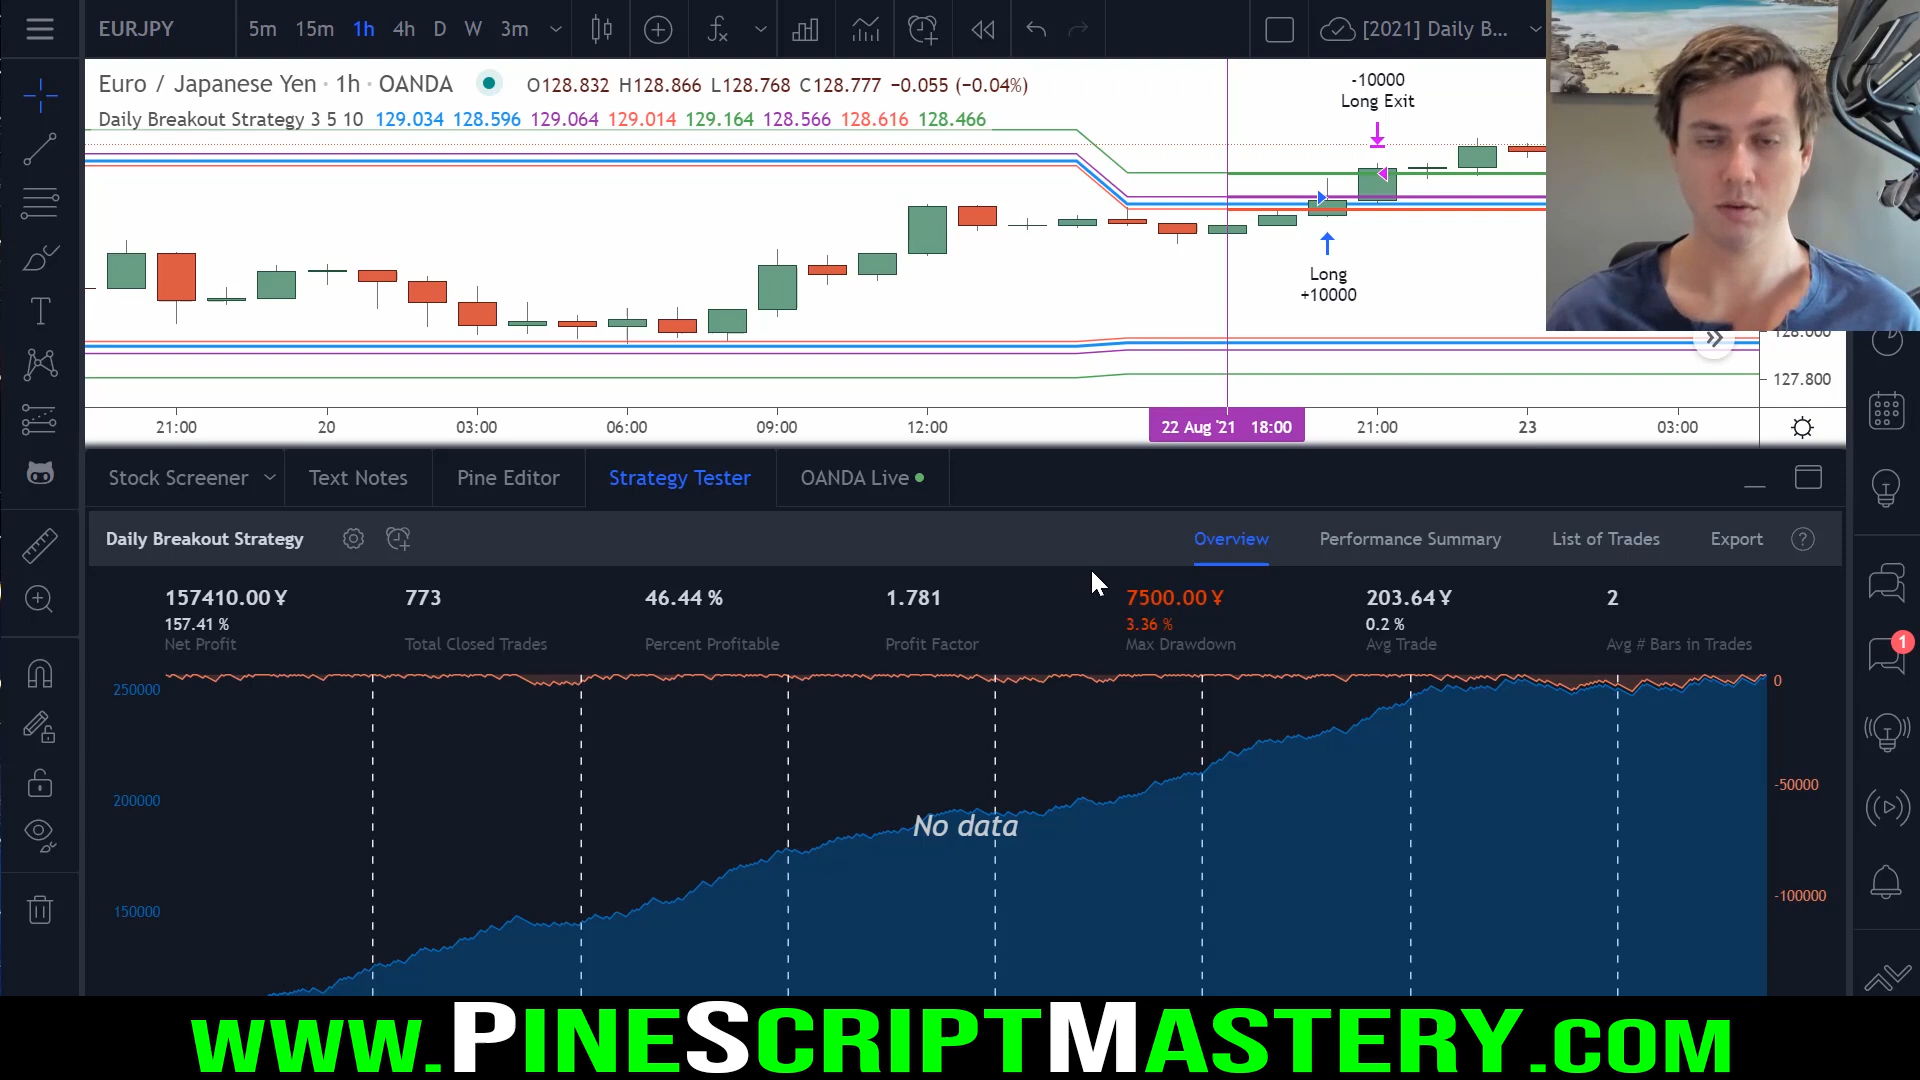 EURJPY
5m 15m 1h 4h D W 3m
[2021] Daily B...
Euro / Japanese Yen · 1h · OANDA
O128.832 H128.866 L128.768 C128.777 −0.055 (−0.04%)
Daily Breakout Strategy 3 5 10 129.034 128.596 129.064 129.014 129.164 128.566 128.616 128.466
-10000
Long Exit
Long
+10000
128.000
127.800
21:00 20 03:00 06:00 09:00 12:00 22 Aug '21 18:00 21:00 23 03:00
Stock Screener Text Notes Pine Editor Strategy Tester OANDA Live
Daily Breakout Strategy
Overview Performance Summary List of Trades Export ?
157410.00 ¥ 773 46.44 % 1.781 7500.00 ¥ 203.64 ¥ 2
157.41 % 3.36 % 0.2 %
Net Profit Total Closed Trades Percent Profitable Profit Factor Max Drawdown Avg Trade Avg # Bars in Trades
1
250000
0
-50000
200000
No data
-100000
150000
www.PineScriptMastery.com